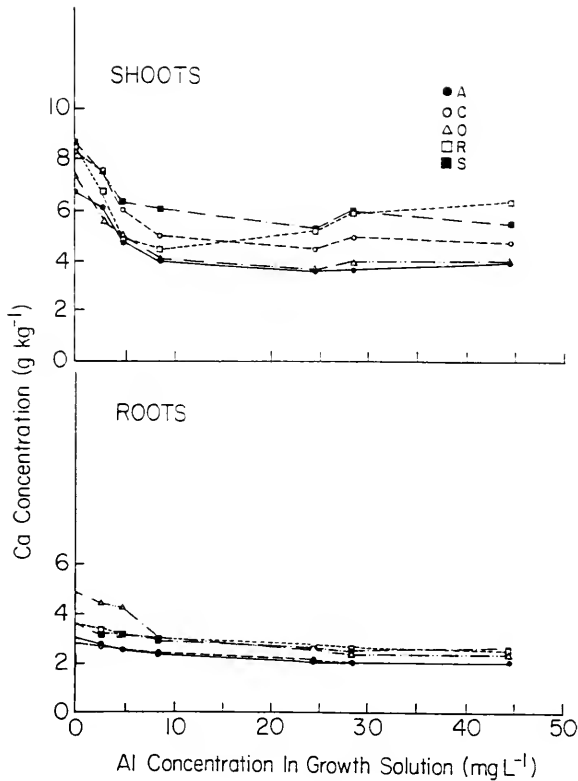 SHOOTS
A
C
O
R
S
10
8
6
4
2
0
ROOTS
6
4
2
0
0
10
20
30
40
50
Ca Concentration (g kg⁻¹)
Al Concentration In Growth Solution (mg L⁻¹)